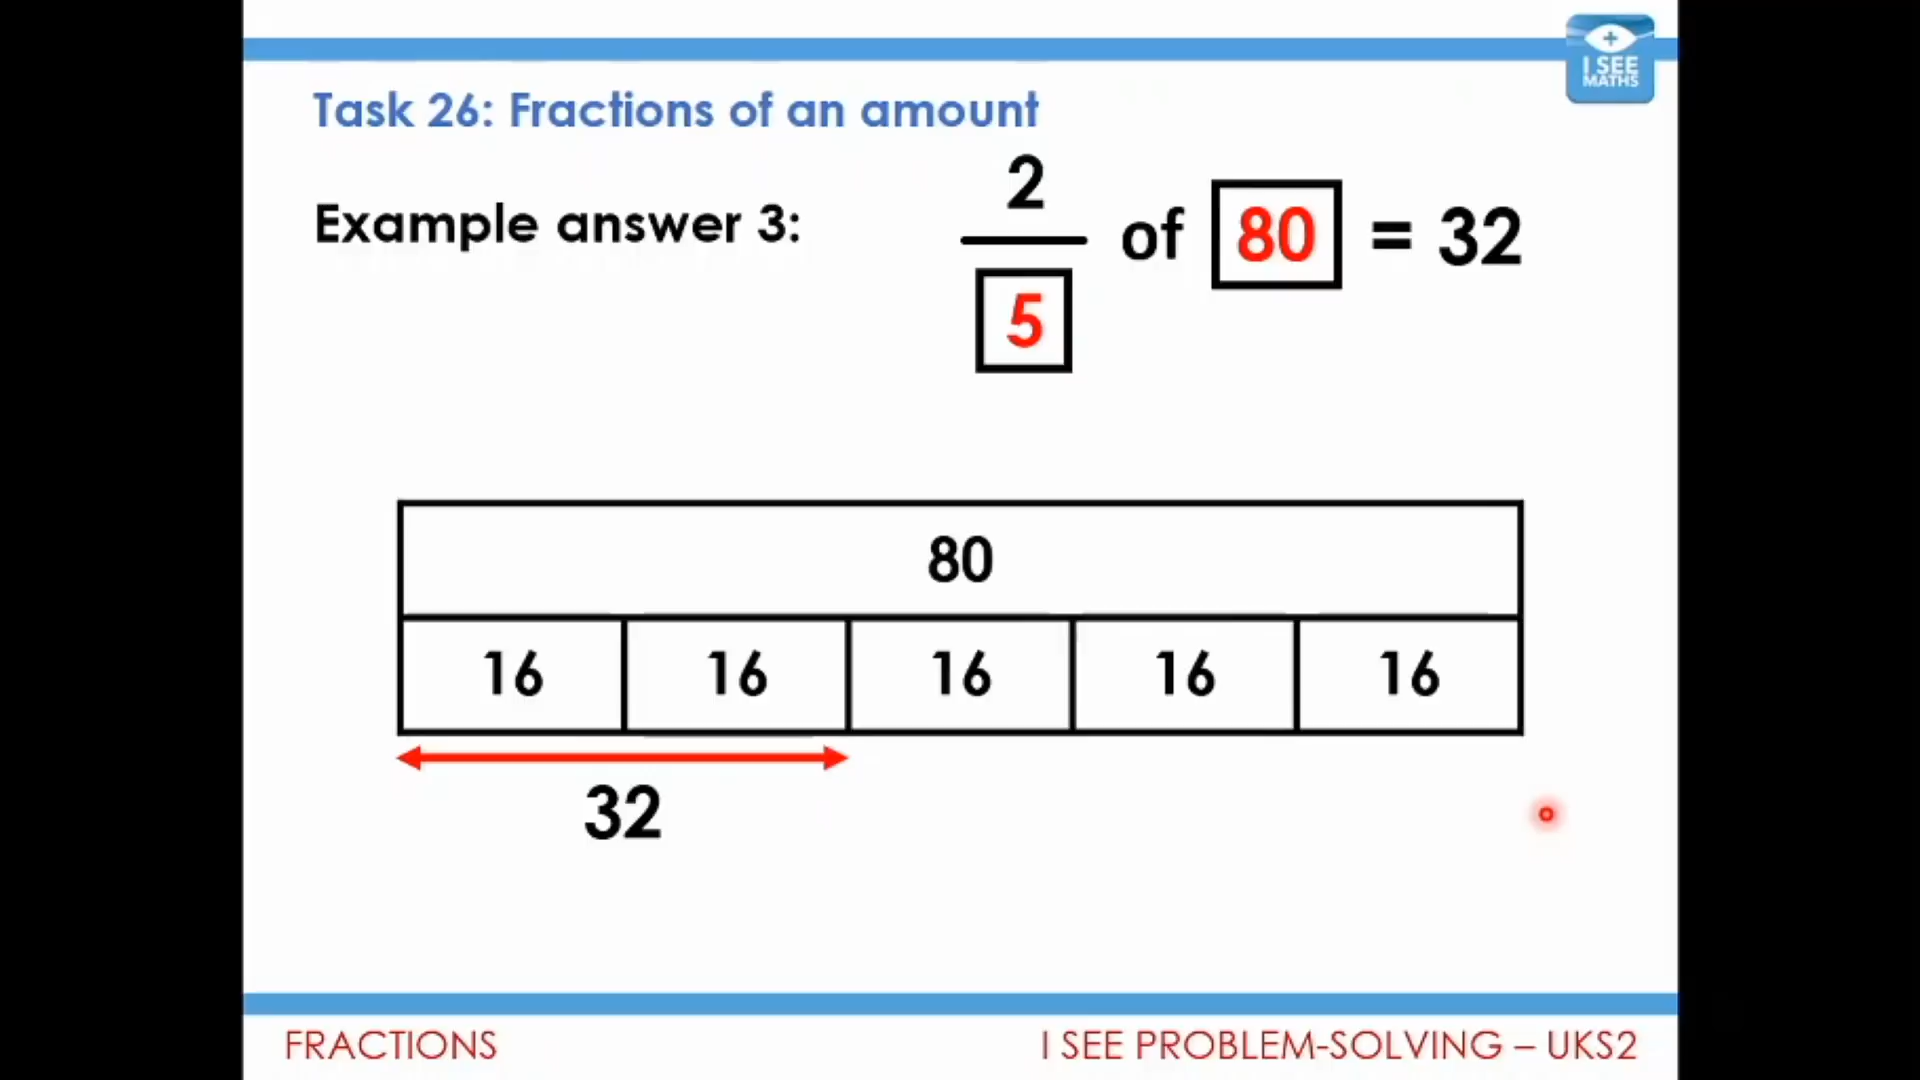 I SEE
MATHS
Task 26: Fractions of an amount
Example answer 3:
2
5
of 80 = 32
80
16 16 16 16 16
32
FRACTIONS
I SEE PROBLEM-SOLVING – UKS2